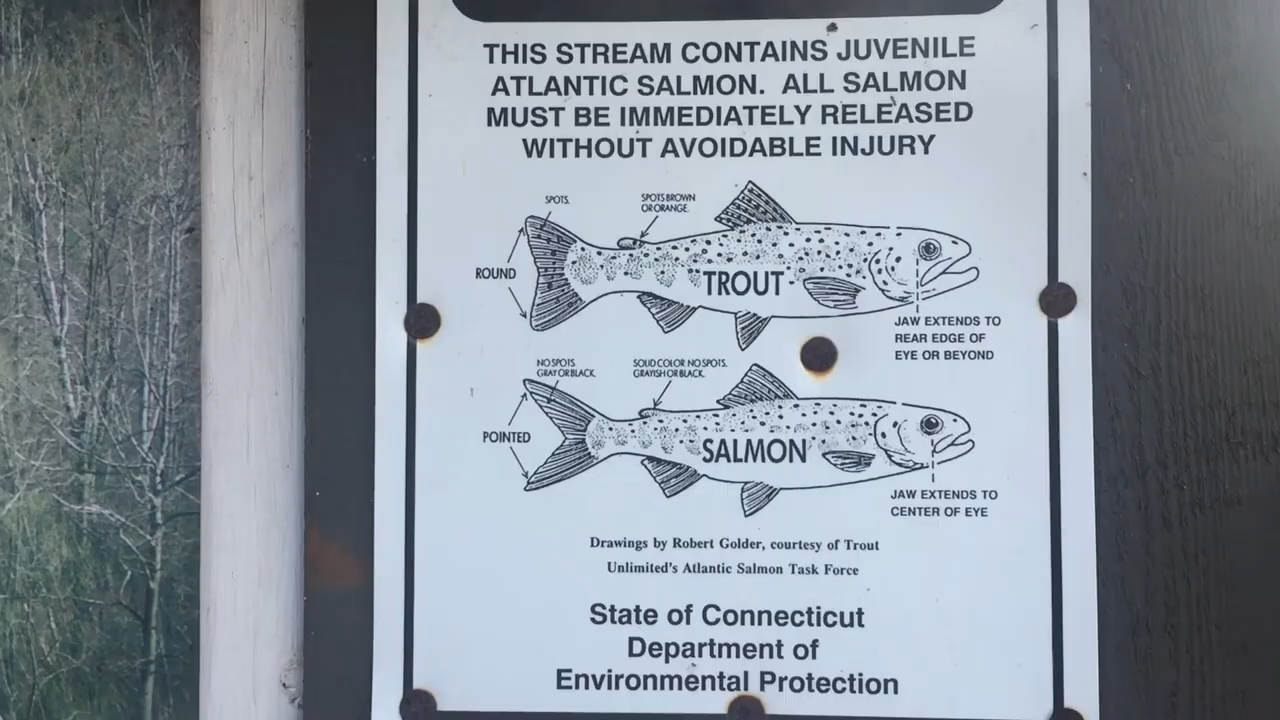 THIS STREAM CONTAINS JUVENILE
ATLANTIC SALMON. ALL SALMON
MUST BE IMMEDIATELY RELEASED
WITHOUT AVOIDABLE INJURY
SPOTS.
SPOTS BROWN
OR ORANGE.
ROUND
TROUT
JAW EXTENDS TO
REAR EDGE OF
EYE OR BEYOND
NO SPOTS.
GRAY OR BLACK.
SOLID COLOR NO SPOTS.
GRAYISH OR BLACK.
POINTED
SALMON
JAW EXTENDS TO
CENTER OF EYE
Drawings by Robert Golder, courtesy of Trout
Unlimited's Atlantic Salmon Task Force
State of Connecticut
Department of
Environmental Protection